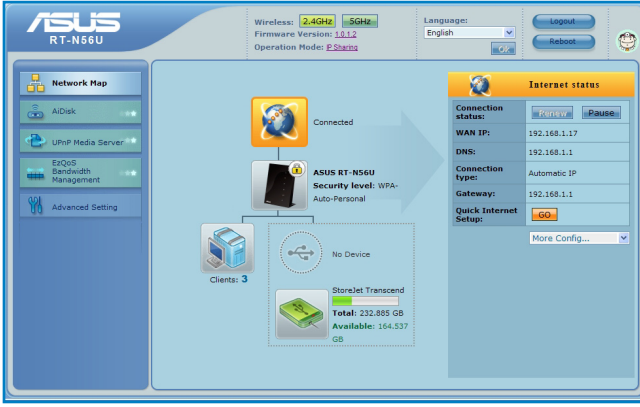 ASUS
RT-N56U
Wireless: 2.4GHz 5GHz
Firmware Version: 1.0.1.2
Operation Mode: IP Sharing
Language:
English
OK
Logout
Reboot
Network Map
AiDisk
UPnP Media Server
EzQoS
Bandwidth
Management
Advanced Setting
Connected
ASUS RT-N56U
Security level: WPA-
Auto-Personal
Clients: 3
No Device
StoreJet Transcend
Total: 232.885 GB
Available: 164.537
GB
Internet status
Connection
status:
Renew Pause
WAN IP: 192.168.1.17
DNS: 192.168.1.1
Connection
type:
Automatic IP
Gateway: 192.168.1.1
Quick Internet
Setup:
GO
More Config...